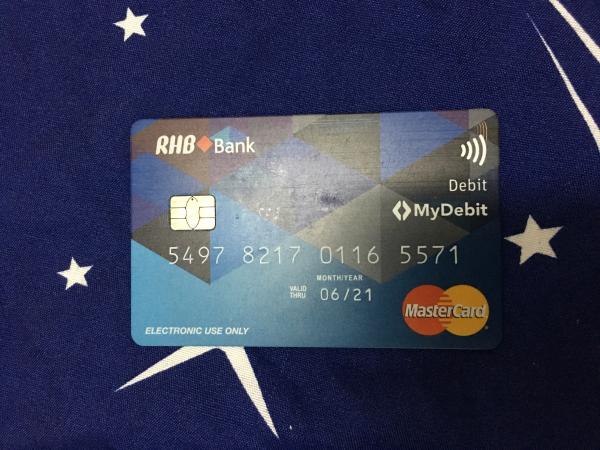 RHB Bank
Debit
MyDebit
5497 8217 0116 5571
MONTH/YEAR
VALID THRU 06/21
MasterCard
ELECTRONIC USE ONLY